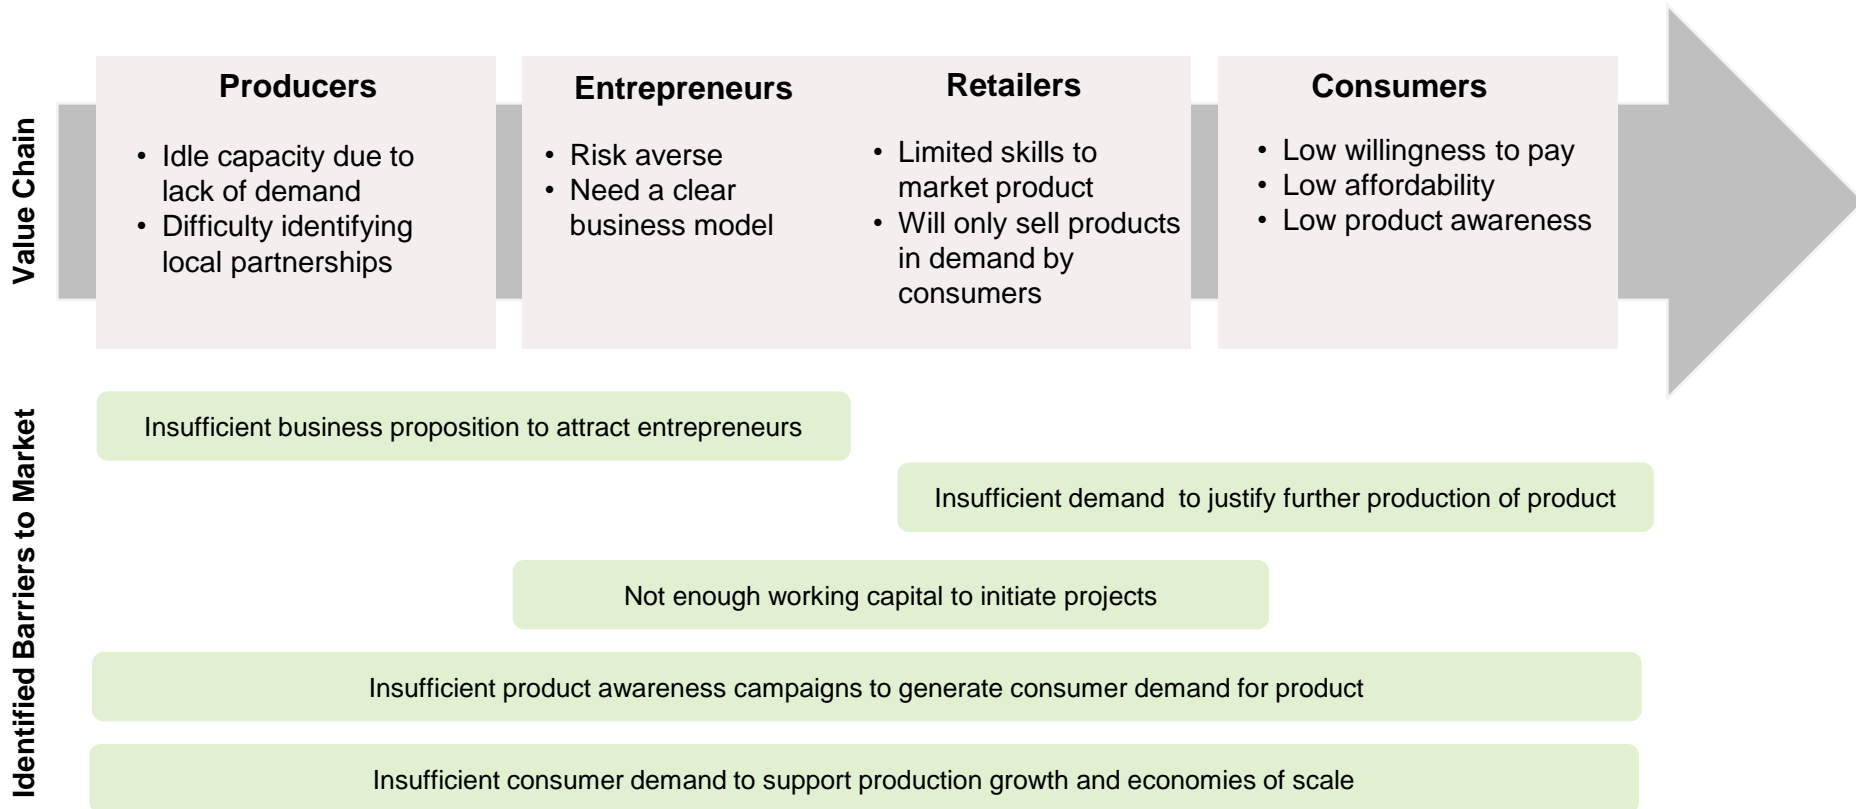 Value Chain
Producers
• Idle capacity due to
lack of demand
• Difficulty identifying
local partnerships
Entrepreneurs
• Risk averse
• Need a clear
business model
Retailers
• Limited skills to
market product
• Will only sell products
in demand by
consumers
Consumers
• Low willingness to pay
• Low affordability
• Low product awareness
Identified Barriers to Market
Insufficient business proposition to attract entrepreneurs
Insufficient demand  to justify further production of product
Not enough working capital to initiate projects
Insufficient product awareness campaigns to generate consumer demand for product
Insufficient consumer demand to support production growth and economies of scale